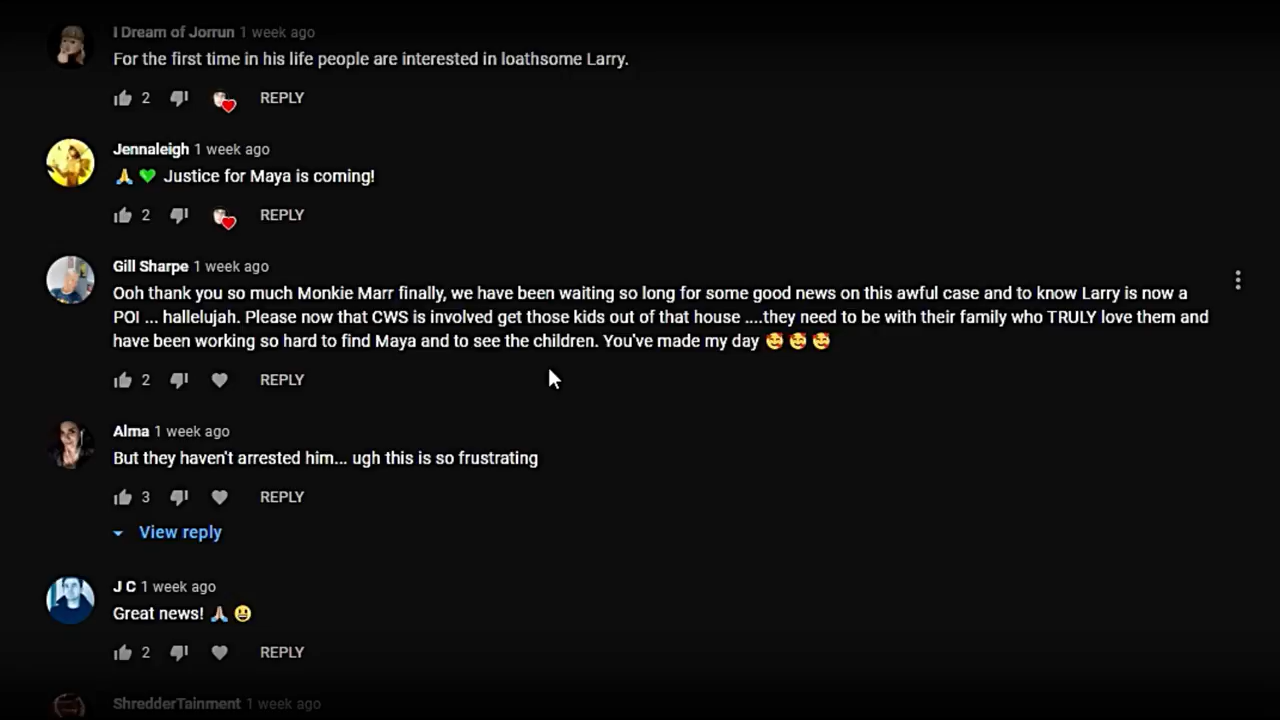 I Dream of Jorrun 1 week ago
For the first time in his life people are interested in loathsome Larry.
2 REPLY
Jennaleigh 1 week ago
🙏 💚 Justice for Maya is coming!
2 REPLY
Gill Sharpe 1 week ago
Ooh thank you so much Monkie Marr finally, we have been waiting so long for some good news on this awful case and to know Larry is now a
POI ... hallelujah. Please now that CWS is involved get those kids out of that house ....they need to be with their family who TRULY love them and
have been working so hard to find Maya and to see the children. You've made my day 🥰 🥰 🥰
2 REPLY
Alma 1 week ago
But they haven't arrested him... ugh this is so frustrating
3 REPLY
View reply
J C 1 week ago
Great news! 🙏🏼 😃
2 REPLY
ShredderTainment 1 week ago